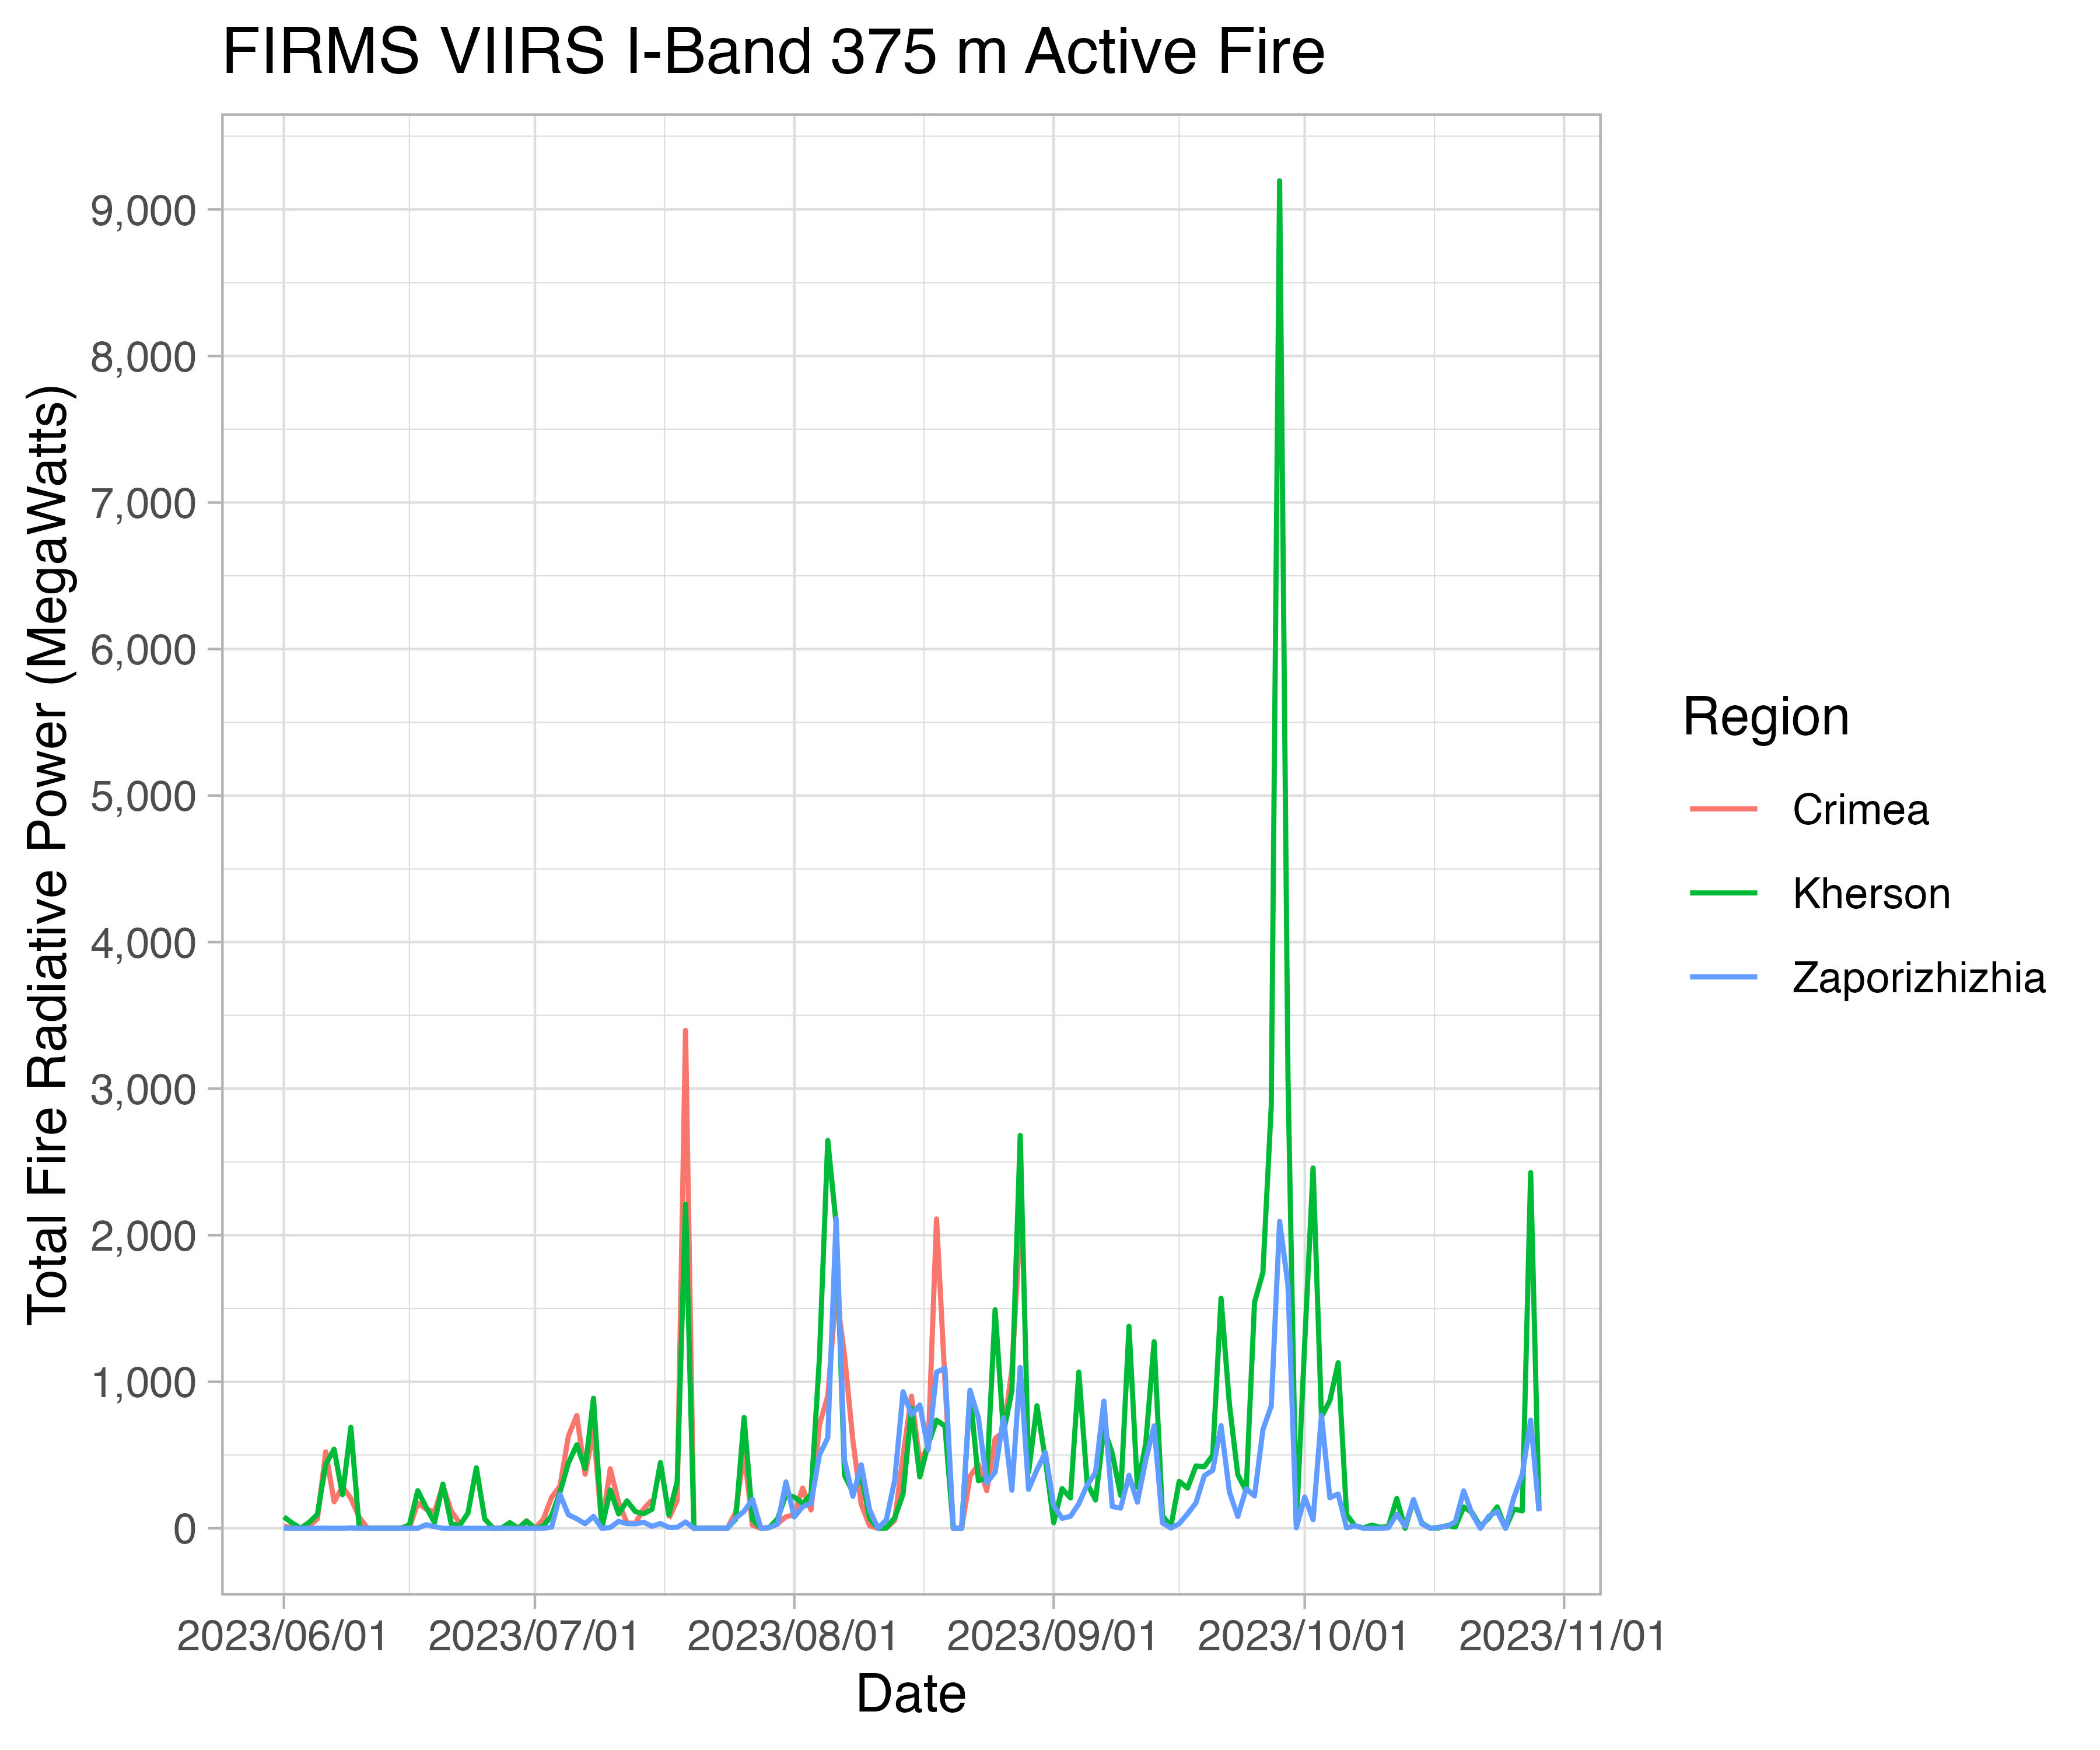 FIRMS VIIRS I-Band 375 m Active Fire
Total Fire Radiative Power (MegaWatts)
9,000
8,000
7,000
6,000
5,000
4,000
3,000
2,000
1,000
0
2023/06/01 2023/07/01 2023/08/01 2023/09/01 2023/10/01 2023/11/01
Date
Region
Crimea
Kherson
Zaporizhizhia